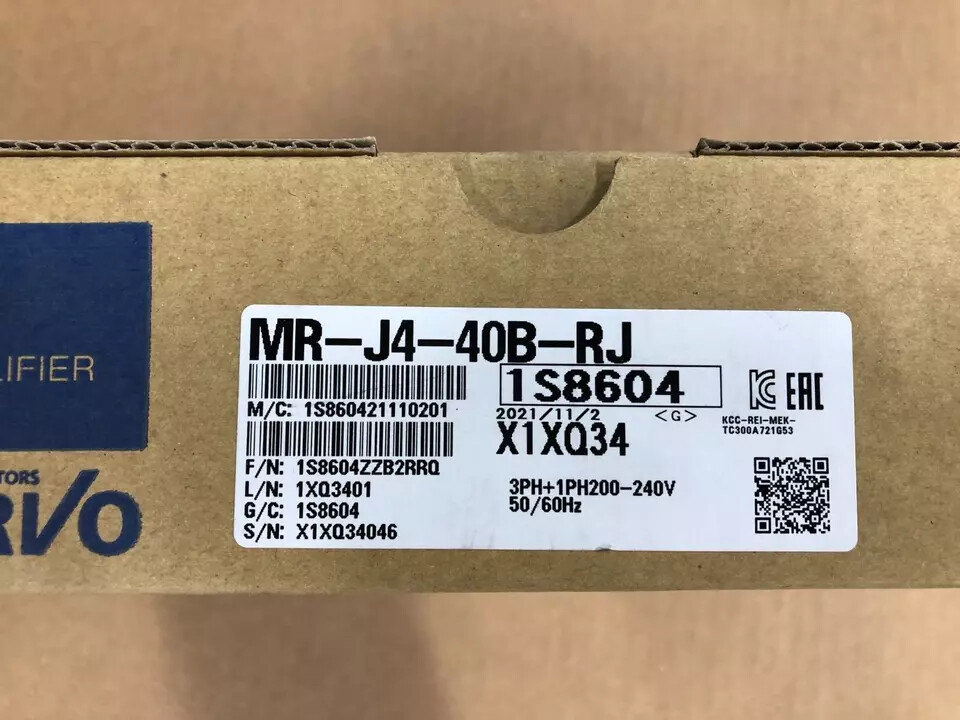 MR-J4-40B-RJ
1S8604
M/C: 1S860421110201
2021/11/2 <G>
X1XQ34
KCC-REI-MEK-
TC300A721G53
EAC
F/N: 1S8604ZZB2RRQ
L/N: 1XQ3401
G/C: 1S8604
S/N: X1XQ34046
3PH+1PH200-240V
50/60Hz
LIFIER
TORS
RVO